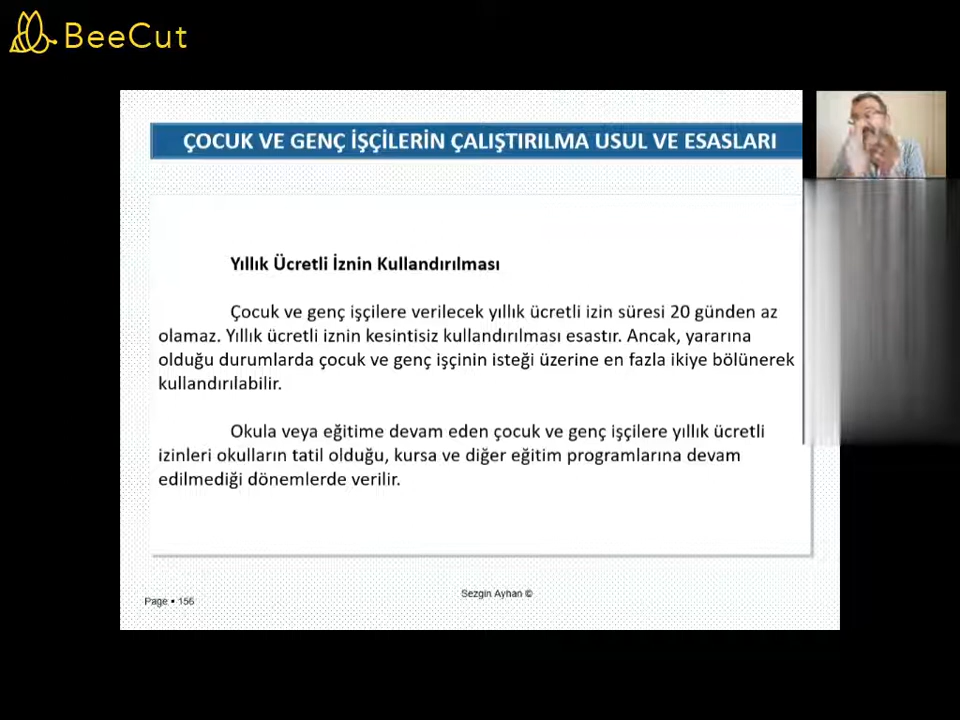 BeeCut
ÇOCUK VE GENÇ İŞÇİLERİN ÇALIŞTIRILMA USUL VE ESASLARI
Yıllık Ücretli İznin Kullandırılması
Çocuk ve genç işçilere verilecek yıllık ücretli izin süresi 20 günden az
olamaz. Yıllık ücretli iznin kesintisiz kullandırılması esastır. Ancak, yararına
olduğu durumlarda çocuk ve genç işçinin isteği üzerine en fazla ikiye bölünerek
kullandırılabilir.
Okula veya eğitime devam eden çocuk ve genç işçilere yıllık ücretli
izinleri okulların tatil olduğu, kursa ve diğer eğitim programlarına devam
edilmediği dönemlerde verilir.
Sezgin Ayhan ©
Page ▪ 156